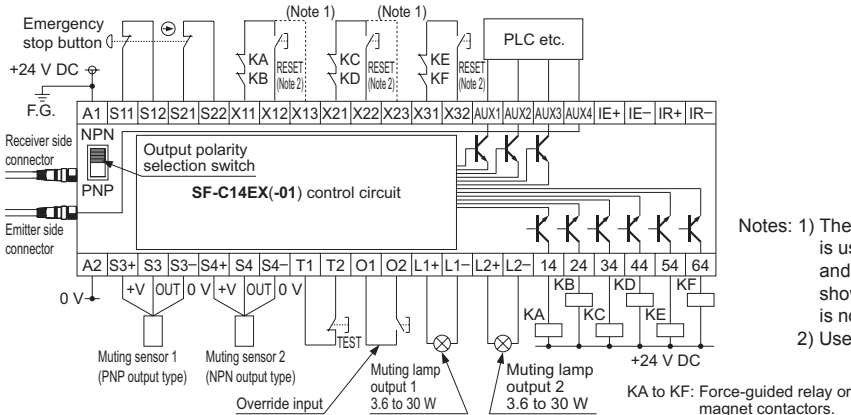 (Note 1)
(Note 1)
Emergency
stop button
PLC etc.
+24 V DC
KA
KB
RESET
(Note 2)
KC
KD
RESET
(Note 2)
KE
KF
RESET
(Note 2)
F.G.
A1 S11 S12 S21 S22 X11 X12 X13 X21 X22 X23 X31 X32 AUX1 AUX2 AUX3 AUX4 IE+ IE– IR+ IR–
Receiver side
connector
NPN
PNP
Output polarity
selection switch
SF-C14EX(-01) control circuit
Emitter side
connector
A2 S3+ S3 S3– S4+ S4 S4– T1 T2 O1 O2 L1+ L1– L2+ L2– 14 24 34 44 54 64
0 V
+V OUT 0 V +V OUT 0 V
TEST
KA KB KC KD KE KF
+24 V DC
Muting sensor 1
(PNP output type)
Muting sensor 2
(NPN output type)
Override input
Muting lamp
output 1
3.6 to 30 W
Muting lamp
output 2
3.6 to 30 W
KA to KF: Force-guided relay or
magnet contactors.
Notes: 1) The
is us
and
show
is no
2) Use